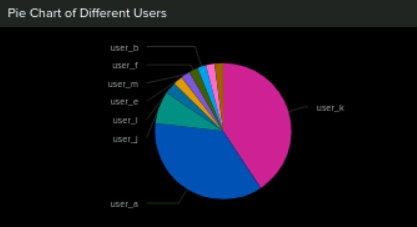 Pie Chart of Different Users
user_b
user_f
user_m
user_e
user_l
user_j
user_a
user_k